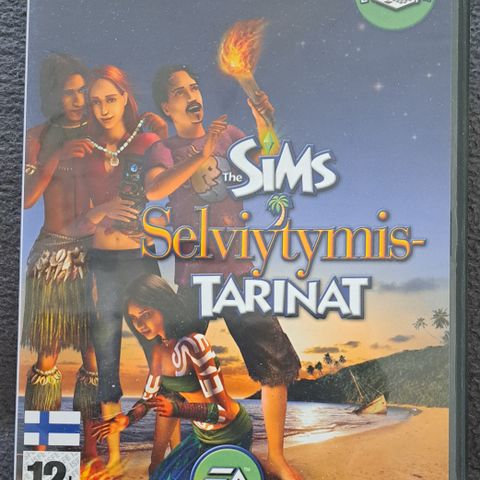 The SIMS
Selviytymis-
TARINAT
12+
EA